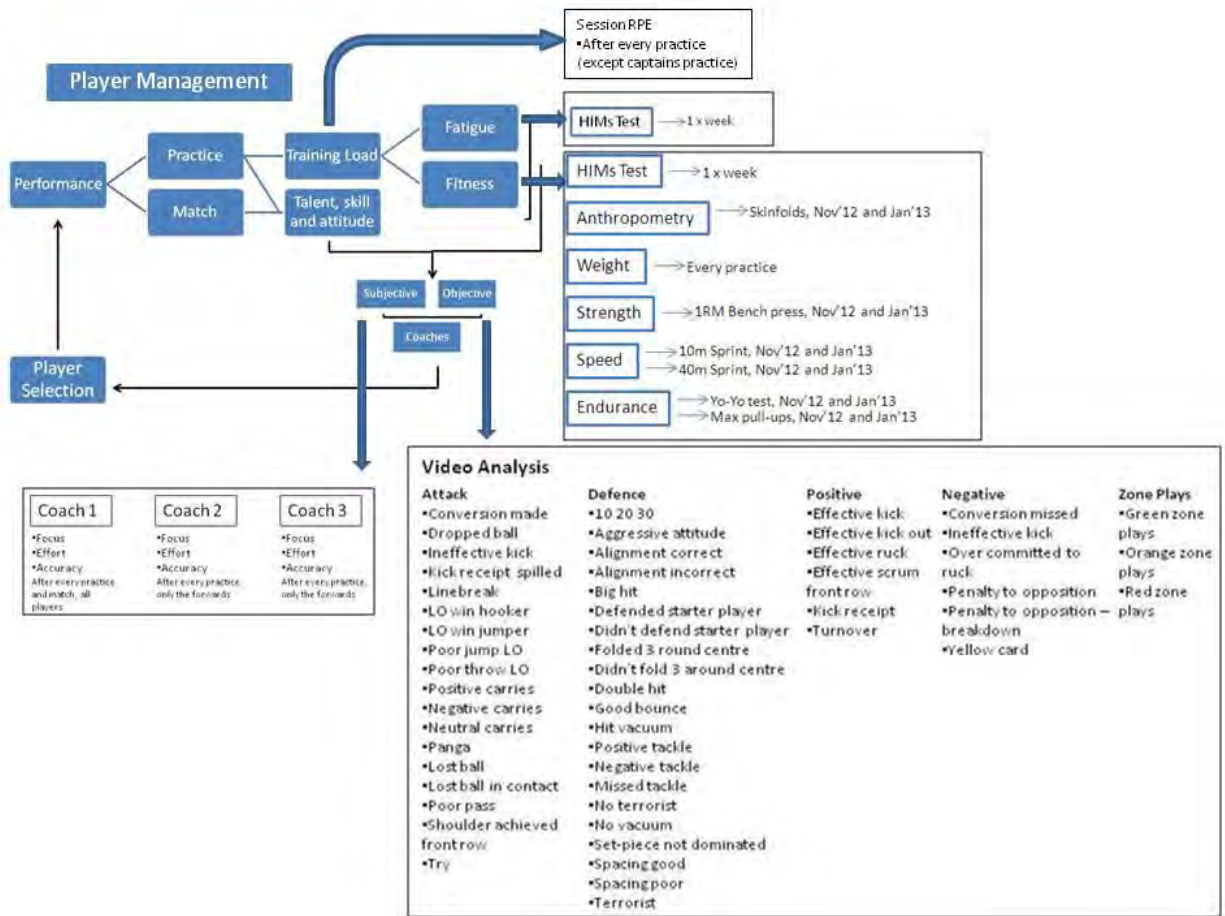 Session RPE
•After every practice
(except captains practice)
Player Management
Performance
Practice
Match
Training Load
Talent, skill
and attitude
Fatigue
Fitness
HIMs Test
1 x week
HIMs Test
1 x week
Anthropometry
Skinfolds, Nov'12 and Jan'13
Weight
Every practice
Strength
1RM Bench press, Nov'12 and Jan'13
Speed
10m Sprint, Nov'12 and Jan'13
40m Sprint, Nov'12 and Jan'13
Endurance
Yo-Yo test, Nov'12 and Jan'13
Max pull-ups, Nov'12 and Jan'13
Subjective
Objective
Coaches
Player
Selection
Coach 1
•Focus
•Effort
•Accuracy
After every practice
and match, all
players
Coach 2
•Focus
•Effort
•Accuracy
After every practice,
only the forwards
Coach 3
•Focus
•Effort
•Accuracy
After every practice,
only the forwards
Video Analysis
Attack
•Conversion made
•Dropped ball
•Ineffective kick
•Kick receipt spilled
•Linebreak
•LO win hooker
•LO win jumper
•Poor jump LO
•Poor throw LO
•Positive carries
•Negative carries
•Neutral carries
•Panga
•Lost ball
•Lost ball in contact
•Poor pass
•Shoulder achieved
front row
•Try
Defence
•10 20 30
•Aggressive attitude
•Alignment correct
•Alignment incorrect
•Big hit
•Defended starter player
•Didn't defend starter player
•Folded 3 round centre
•Didn't fold 3 around centre
•Double hit
•Good bounce
•Hit vacuum
•Positive tackle
•Negative tackle
•Missed tackle
•No terrorist
•No vacuum
•Set-piece not dominated
•Spacing good
•Spacing poor
•Terrorist
Positive
•Effective kick
•Effective kick out
•Effective ruck
•Effective scrum
front row
•Kick receipt
•Turnover
Negative
•Conversion missed
•Ineffective kick
•Over committed to
ruck
•Penalty to opposition
•Penalty to opposition –
breakdown
•Yellow card
Zone Plays
•Green zone
plays
•Orange zone
plays
•Red zone
plays